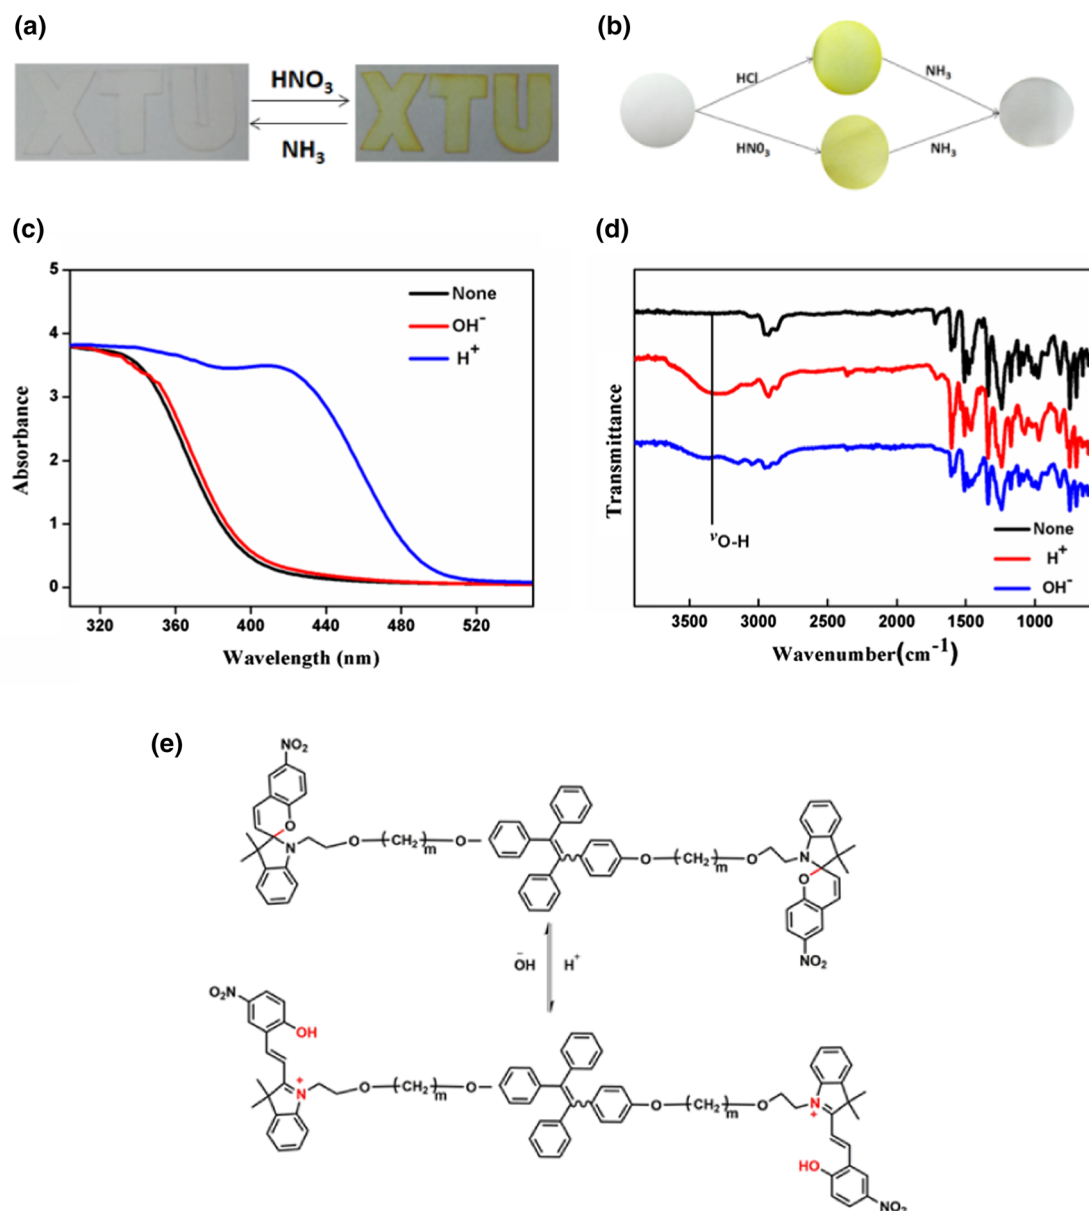 (a)
XTU
HNO3
NH3
XTU
(b)
HCl
NH3
HN03
NH3
(c)
5
4
3
2
1
0
Absorbance
None
OH⁻
H⁺
320 360 400 440 480 520
Wavelength (nm)
(d)
Transmittance
νO-H
None
H⁺
OH⁻
3500 3000 2500 2000 1500 1000
Wavenumber(cm⁻¹)
(e)
NO2
O
N
O
(CH2)m
O
O
(CH2)m
O
N
O
NO2
⁻OH H⁺
O2N
OH
N⁺
O
(CH2)m
O
O
(CH2)m
O
N⁺
HO
NO2